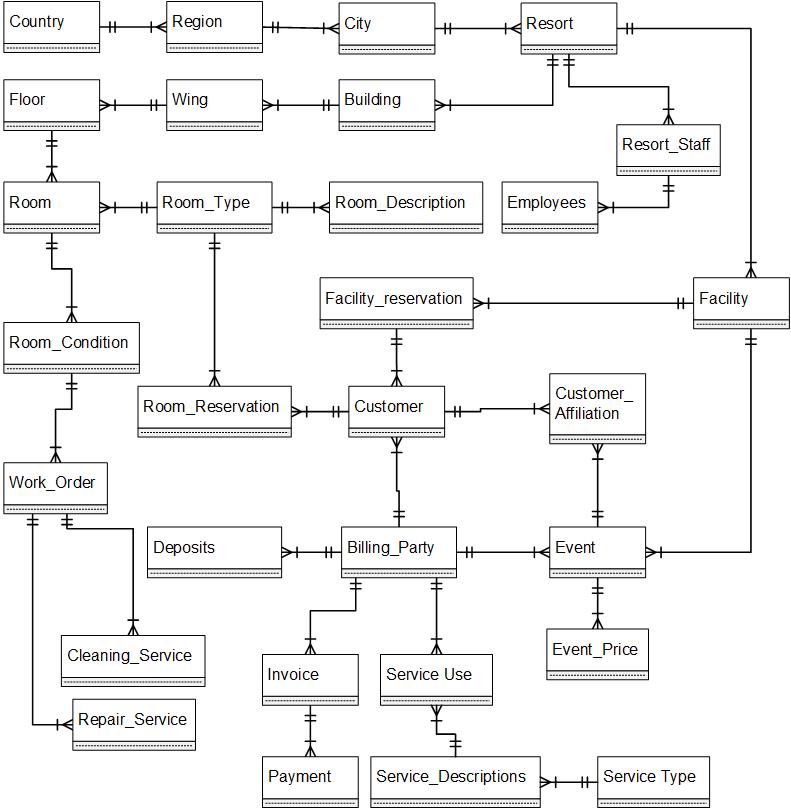 Country
Region
City
Resort
Floor
Wing
Building
Resort_Staff
Room
Room_Type
Room_Description
Employees
Facility_reservation
Facility
Room_Condition
Room_Reservation
Customer
Customer_
Affiliation
Work_Order
Deposits
Billing_Party
Event
Cleaning_Service
Invoice
Service Use
Event_Price
Repair_Service
Payment
Service_Descriptions
Service Type